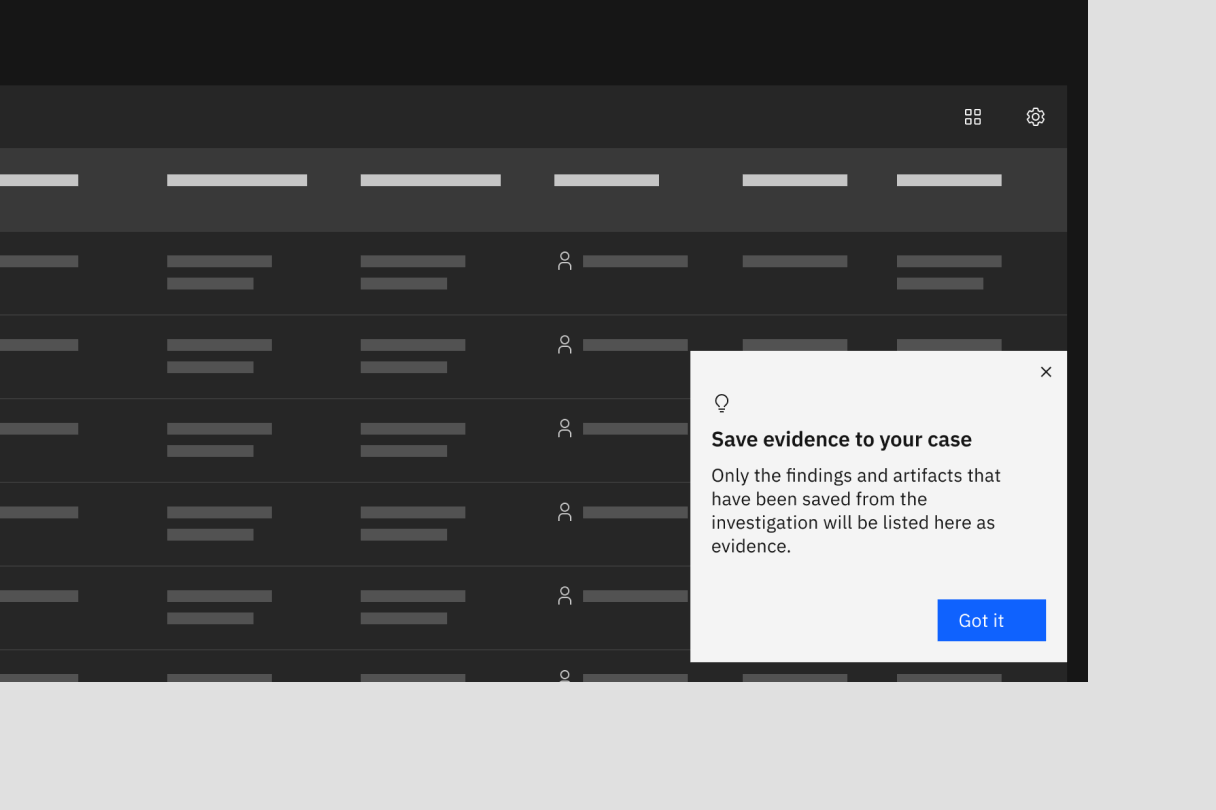 Save evidence to your case
Only the findings and artifacts that
have been saved from the
investigation will be listed here as
evidence.
Got it